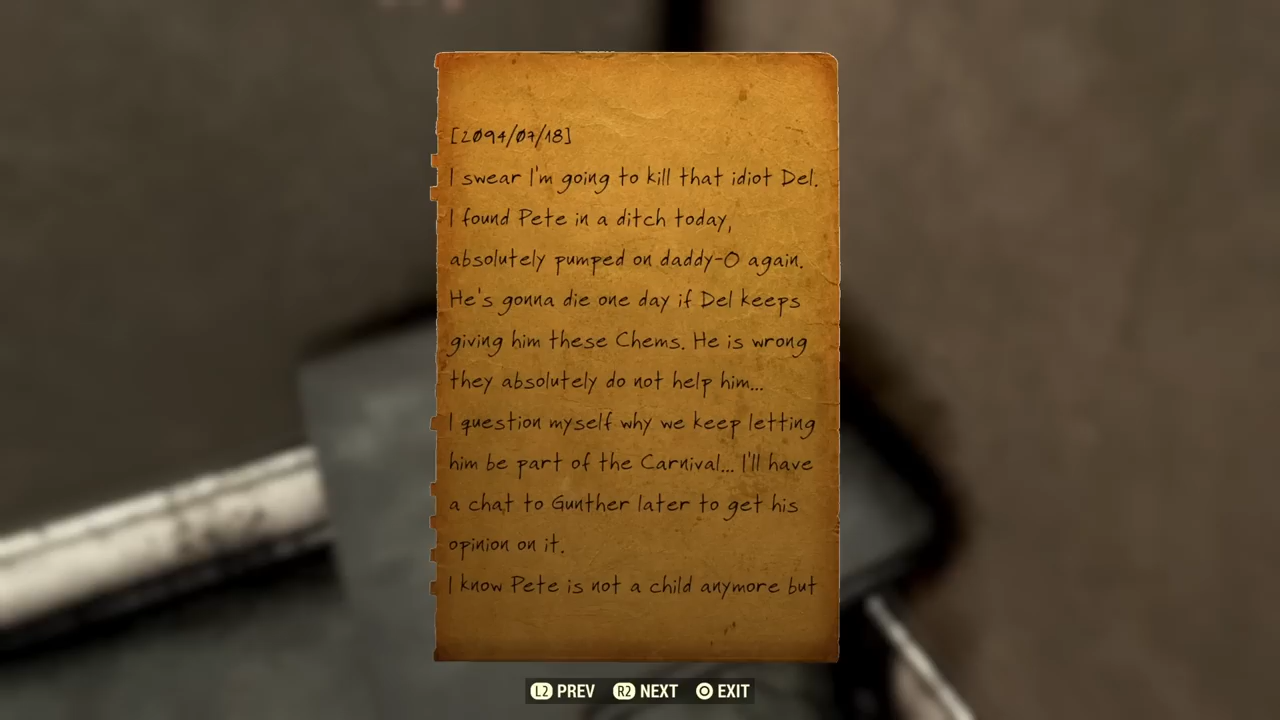 [2094/07/18]
I swear I'm going to kill that idiot Del.
I found Pete in a ditch today,
absolutely pumped on daddy-O again.
He's gonna die one day if Del keeps
giving him these Chems. He is wrong
they absolutely do not help him...
I question myself why we keep letting
him be part of the Carnival... I'll have
a chat to Gunther later to get his
opinion on it.
I know Pete is not a child anymore but
L2 PREV R2 NEXT EXIT